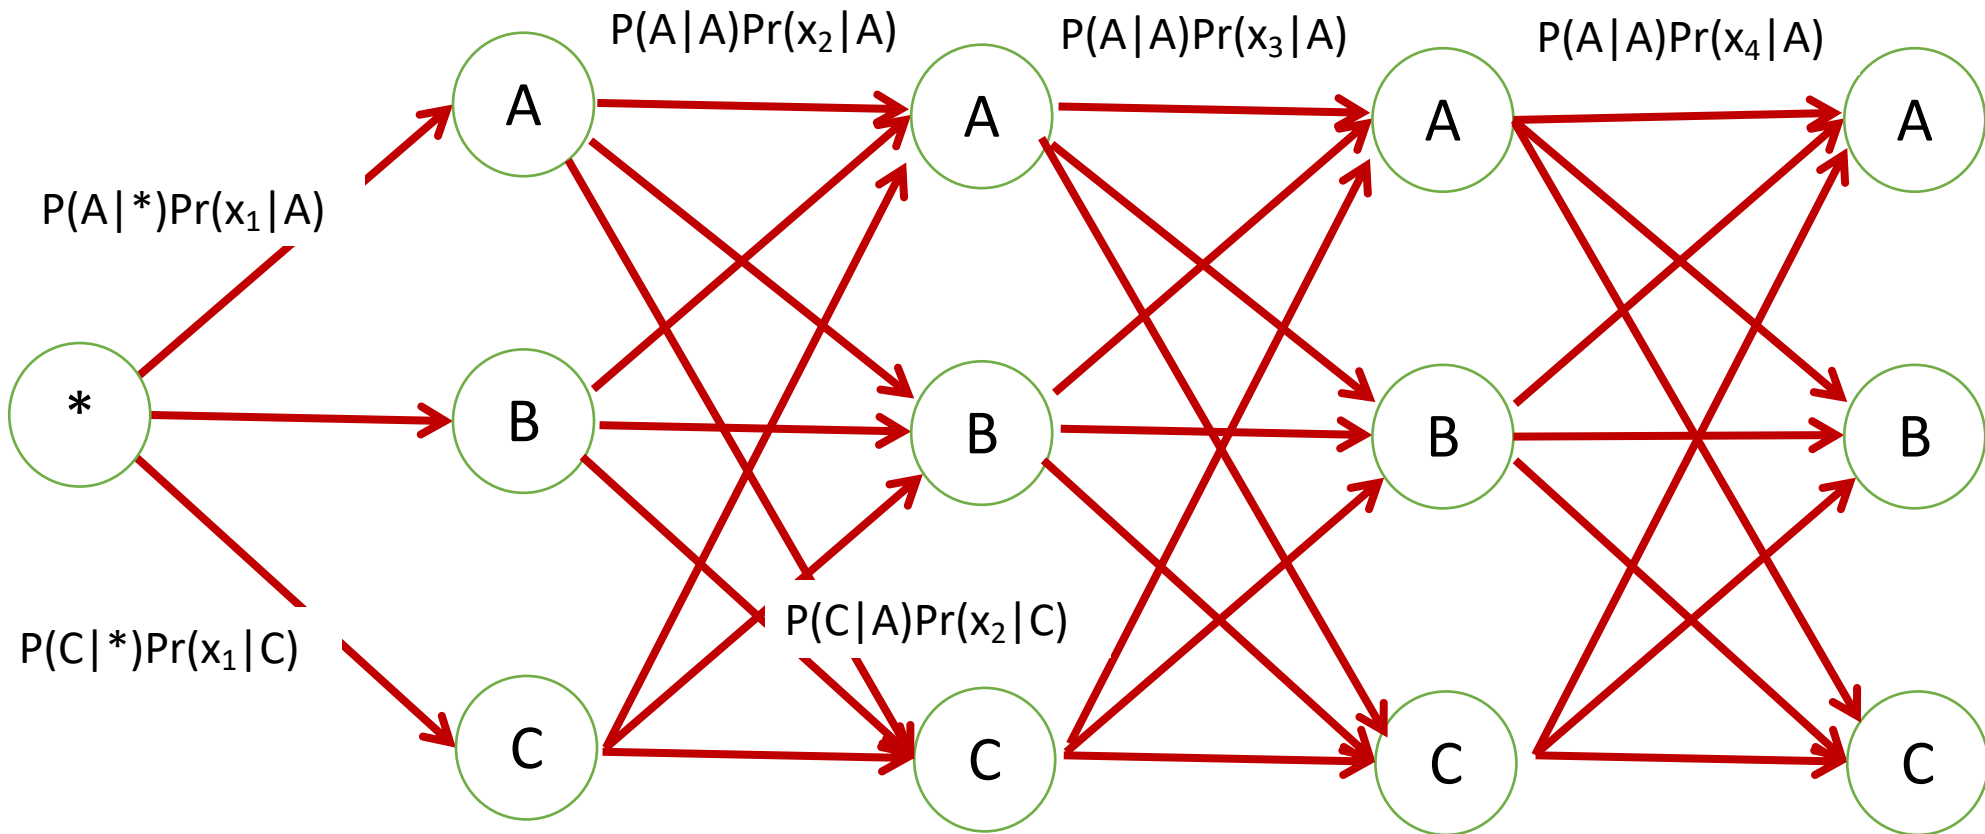 P(A|A)Pr(x₂|A)
P(A|A)Pr(x₃|A)
P(A|A)Pr(x₄|A)
A
A
A
A
P(A|*)Pr(x₁|A)
*
B
B
B
B
P(C|*)Pr(x₁|C)
P(C|A)Pr(x₂|C)
C
C
C
C